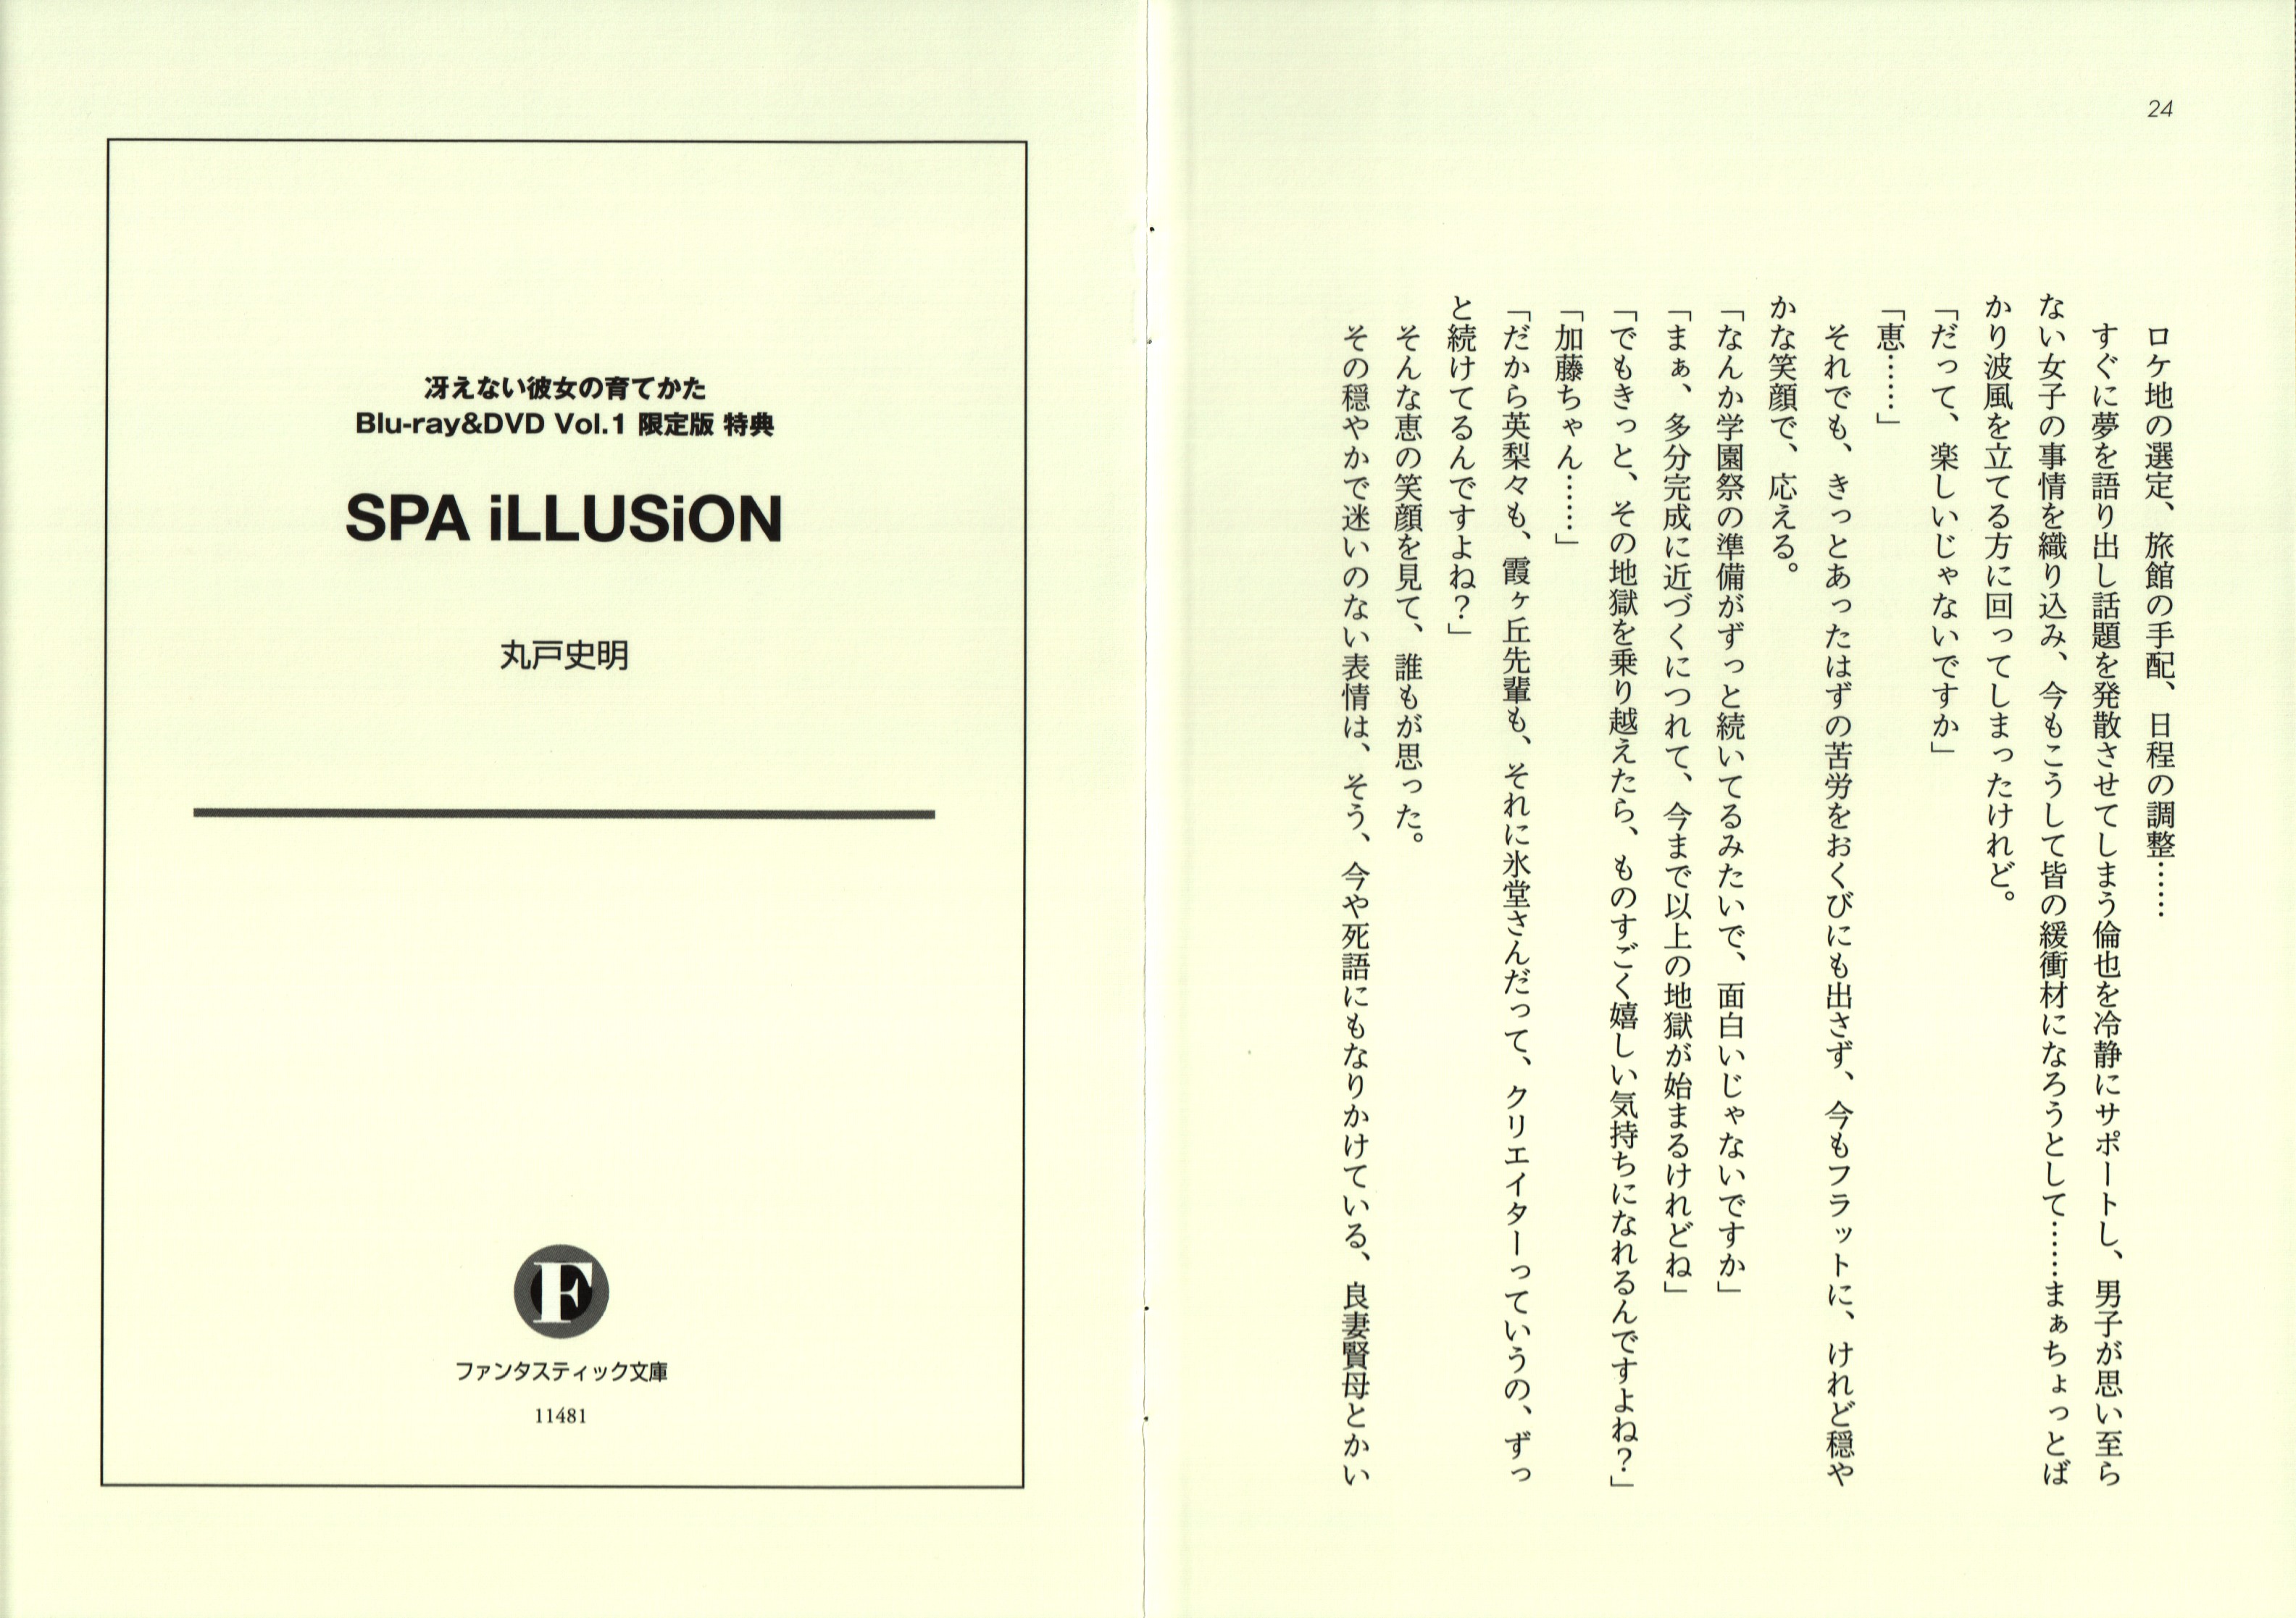 24
ロケ地の選定、旅館の手配、日程の調整……
すぐに夢を語り出し話題を発散させてしまう倫也を冷静にサポートし、男子が思い至ら
ない女子の事情を織り込み、今もこうして皆の緩衝材になろうとして……まぁちょっとば
かり波風を立てる方に回ってしまったけれど。
「だって、楽しいじゃないですか」
「恵……」
それでも、きっとあったはずの苦労をおくびにも出さず、今もフラットに、けれど穏や
かな笑顔で、応える。
「なんか学園祭の準備がずっと続いてるみたいで、面白いじゃないですか」
「まぁ、多分完成に近づくにつれて、今まで以上の地獄が始まるけれどね」
「でもきっと、その地獄を乗り越えたら、ものすごく嬉しい気持ちになれるんですよね？」
「加藤ちゃん……」
「だから英梨々も、霞ヶ丘先輩も、それに氷堂さんだって、クリエイターっていうの、ずっ
と続けてるんですよね？」
そんな恵の笑顔を見て、誰もが思った。
その穏やかで迷いのない表情は、そう、今や死語にもなりかけている、良妻賢母とかい
冴えない彼女の育てかた
Blu-ray&DVD Vol.1 限定版 特典
SPA iLLUSiON
丸戸史明
F
ファンタスティック文庫
11481